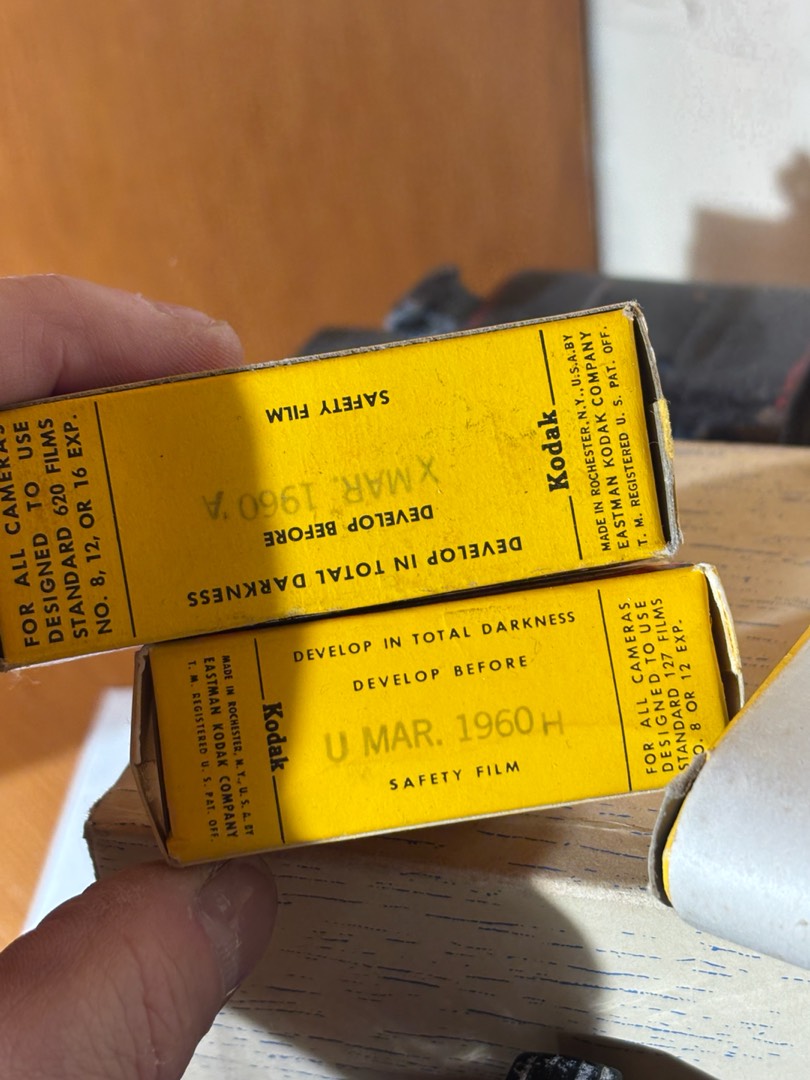 FOR ALL CAMERAS
DESIGNED TO USE
STANDARD 620 FILMS
NO. 8, 12, OR 16 EXP.
DEVELOP IN TOTAL DARKNESS
DEVELOP BEFORE
X MAR. 1960 A
SAFETY FILM
Kodak
MADE IN ROCHESTER, N.Y., U.S.A. BY
EASTMAN KODAK COMPANY
T. M. REGISTERED U. S. PAT. OFF.
MADE IN ROCHESTER, N. Y., U. S. A. BY
EASTMAN KODAK COMPANY
T. M. REGISTERED U. S. PAT. OFF.
Kodak
DEVELOP IN TOTAL DARKNESS
DEVELOP BEFORE
U MAR. 1960 H
SAFETY FILM
FOR ALL CAMERAS
DESIGNED TO USE
STANDARD 127 FILMS
NO. 8 OR 12 EXP.